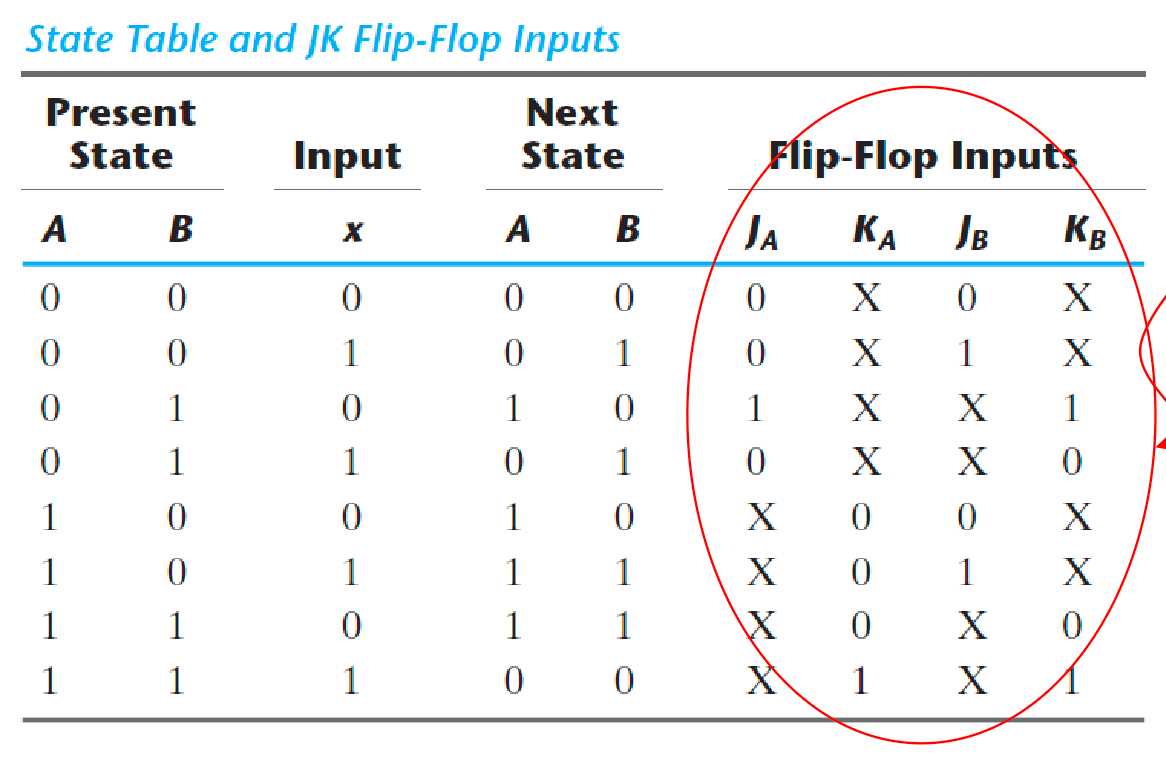 State Table and JK Flip-Flop Inputs
Present State Input Next State Flip-Flop Inputs
A B x A B JA KA JB KB
0 0 0 0 0 0 X 0 X
0 0 1 0 1 0 X 1 X
0 1 0 1 0 1 X X 1
0 1 1 0 1 0 X X 0
1 0 0 1 0 X 0 0 X
1 0 1 1 1 X 0 1 X
1 1 0 1 1 X 0 X 0
1 1 1 0 0 X 1 X 1